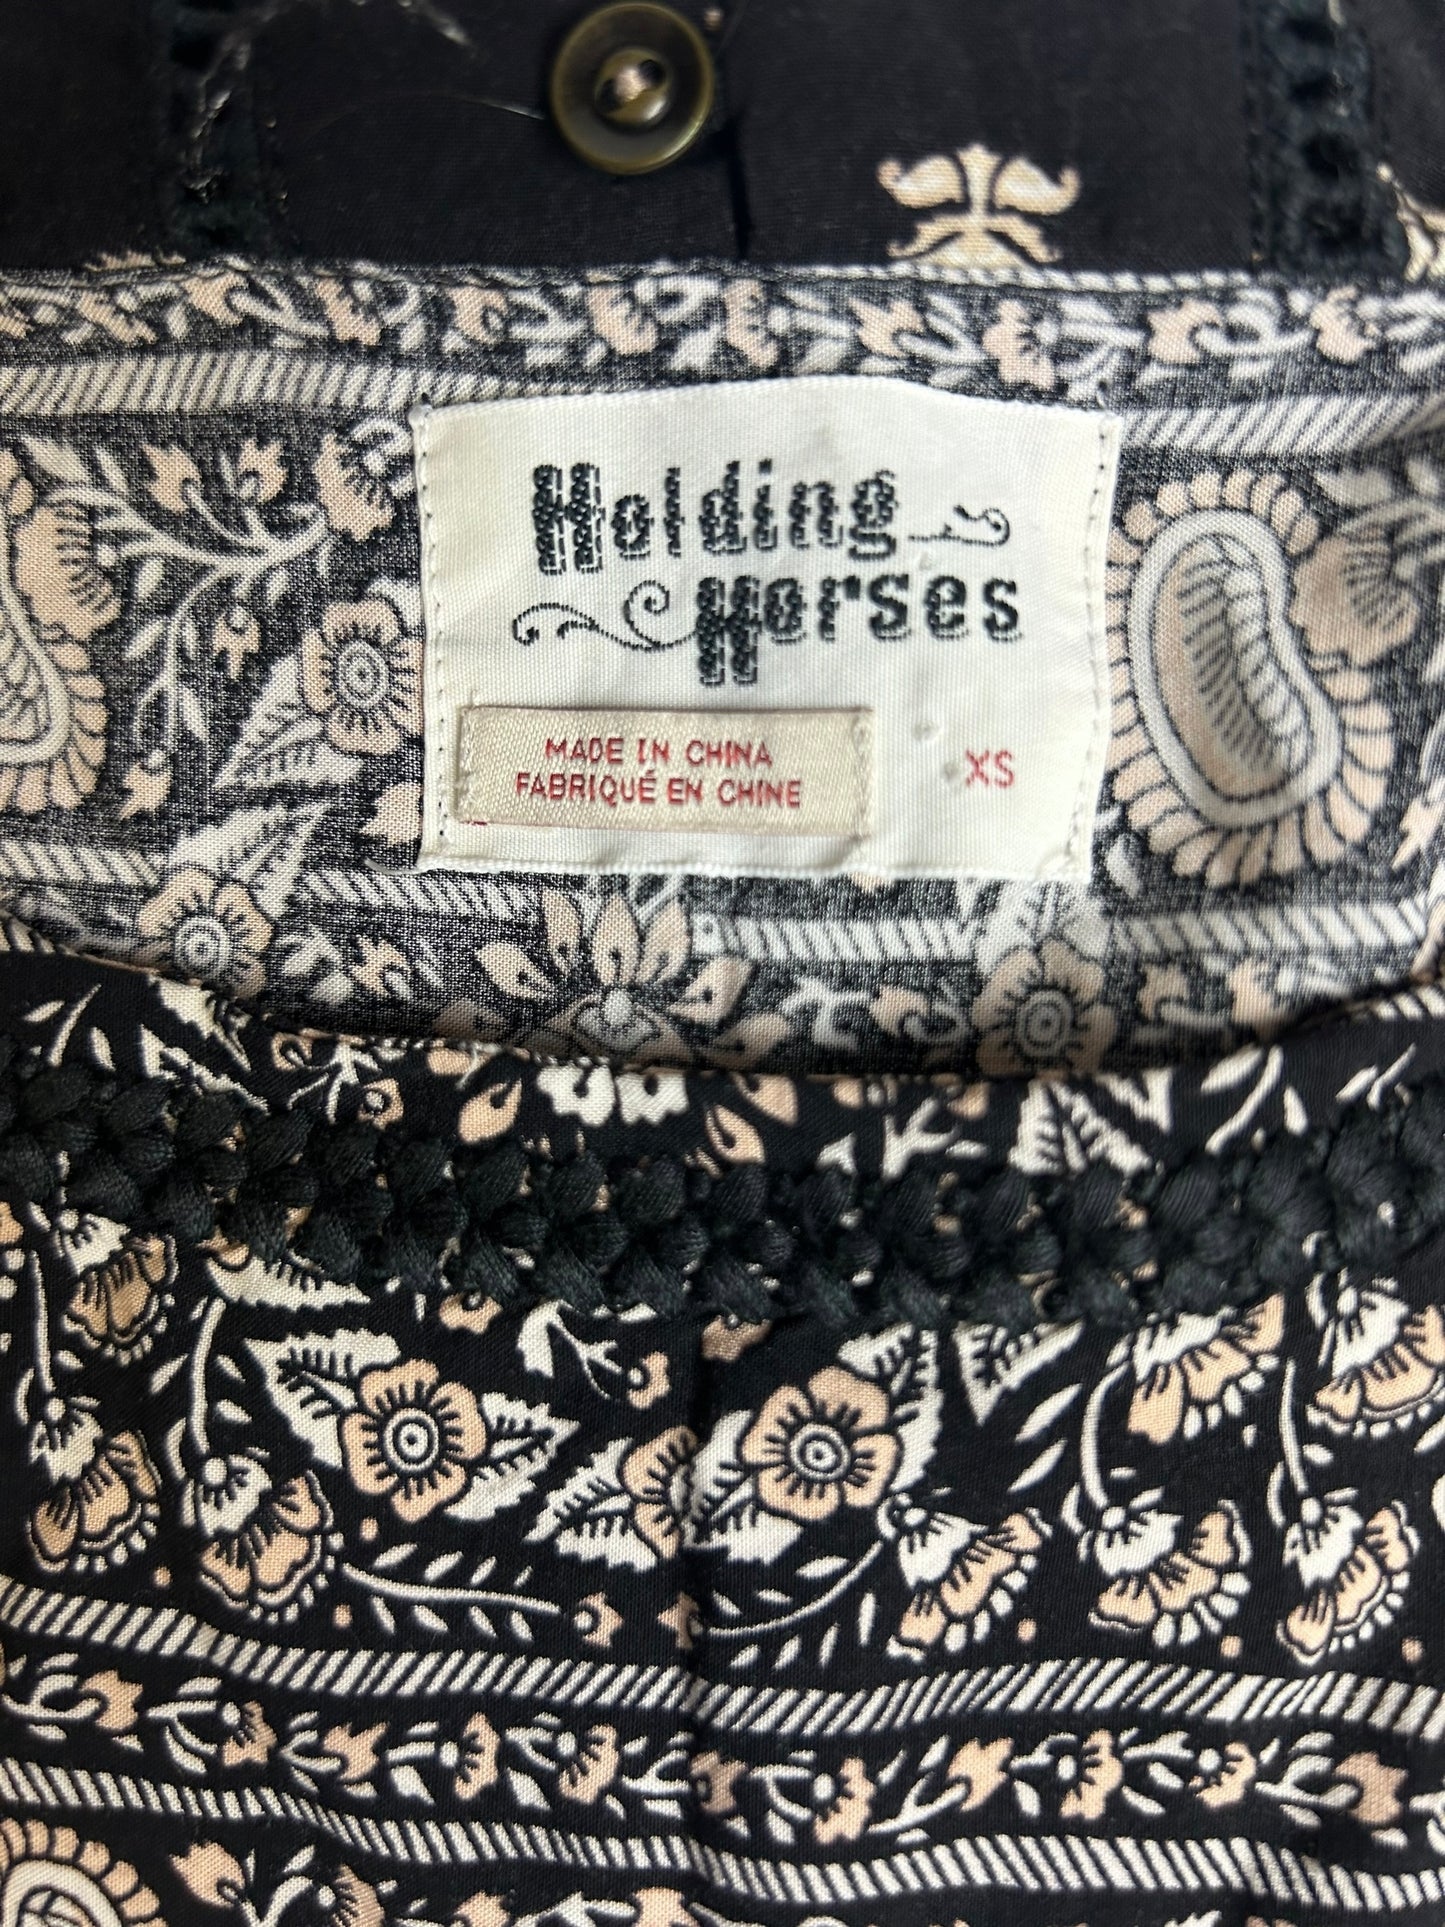 Holding
Horses
MADE IN CHINA
FABRIQUÉ EN CHINE
XS